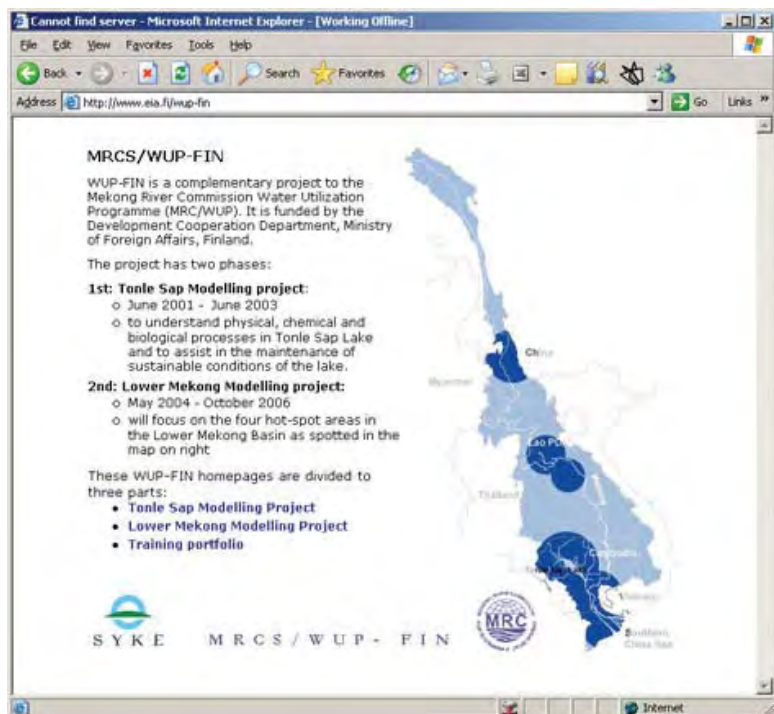 Cannot find server - Microsoft Internet Explorer - [Working Offline]
File Edit View Favorites Tools Help
Back Search Favorites
Address http://www.eia.fi/wup-fin Go Links »
MRCS/WUP-FIN
WUP-FIN is a complementary project to the
Mekong River Commission Water Utilization
Programme (MRC/WUP). It is funded by the
Development Cooperation Department, Ministry
of Foreign Affairs, Finland.
The project has two phases:
1st: Tonle Sap Modelling project:
o June 2001 - June 2003
o to understand physical, chemical and
biological processes in Tonle Sap Lake
and to assist in the maintenance of
sustainable conditions of the lake.
2nd: Lower Mekong Modelling project:
o May 2004 - October 2006
o will focus on the four hot-spot areas in
the Lower Mekong Basin as spotted in the
map on right
These WUP-FIN homepages are divided to
three parts:
• Tonle Sap Modelling Project
• Lower Mekong Modelling Project
• Training portfolio
China
Myanmar
Lao PDR
Thailand
Cambodia
Vietnam
Southern
China Sea
SYKE
MRCS/WUP-FIN
MRC
Internet